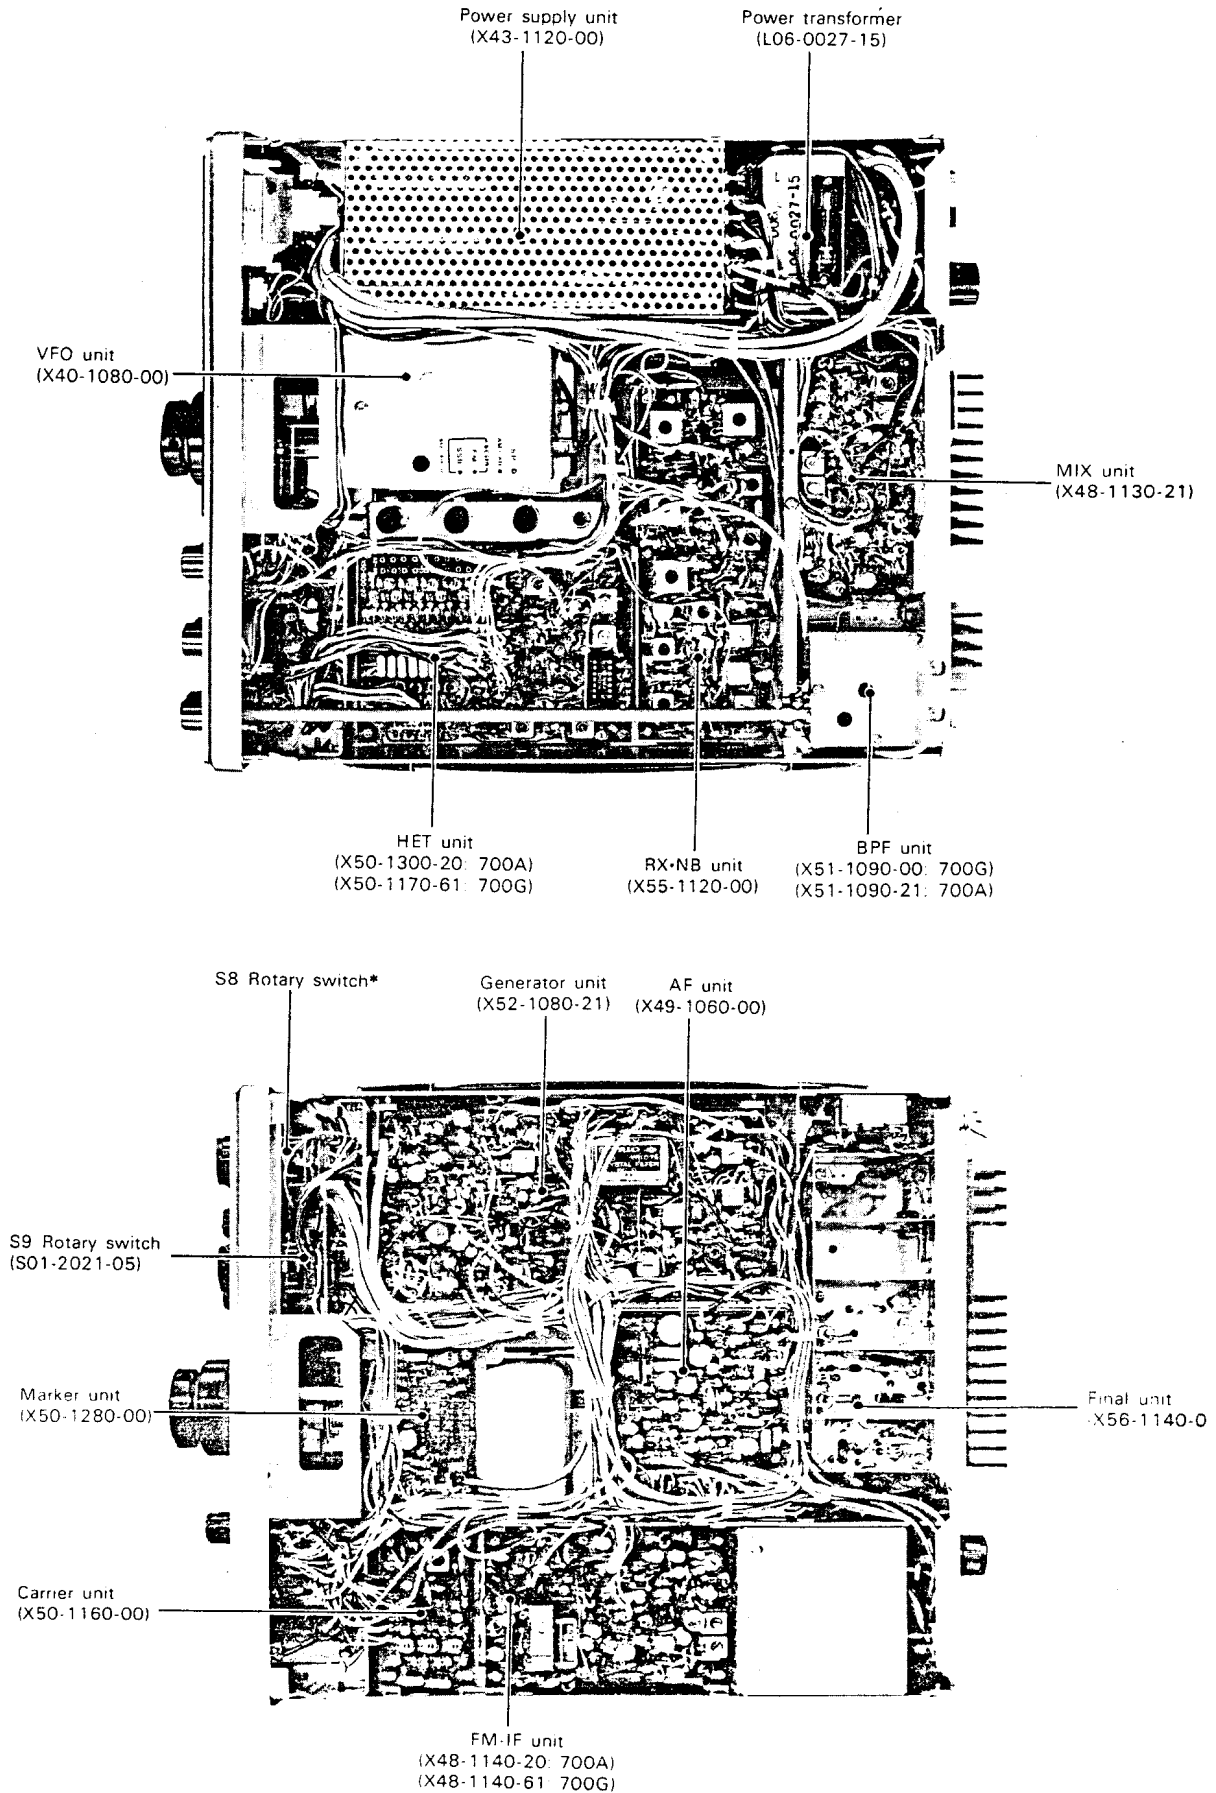 Power supply unit
(X43-1120-00)
Power transformer
(L06-0027-15)
L06-0027-15
VFO unit
(X40-1080-00)
MIX unit
(X48-1130-21)
HET unit
(X50-1300-20: 700A)
(X50-1170-61: 700G)
RX•NB unit
(X55-1120-00)
BPF unit
(X51-1090-00: 700G)
(X51-1090-21: 700A)
S8 Rotary switch*
Generator unit
(X52-1080-21)
AF unit
(X49-1060-00)
S9 Rotary switch
(S01-2021-05)
Marker unit
(X50-1280-00)
Final unit
-X56-1140-0
Carrier unit
(X50-1160-00)
FM-IF unit
(X48-1140-20: 700A)
(X48-1140-61: 700G)